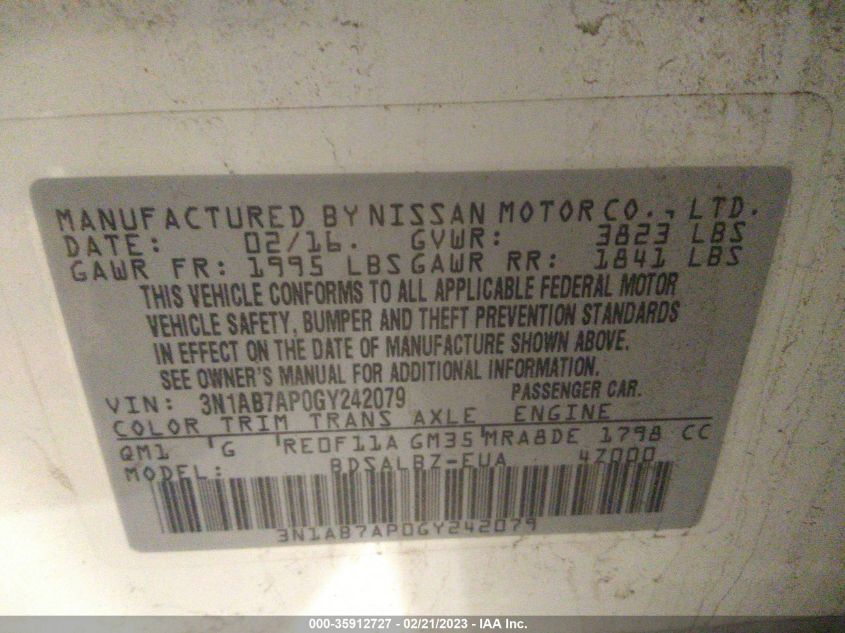 MANUFACTURED BY NISSAN MOTOR CO., LTD.
DATE: 02/16. GVWR: 3823 LBS
GAWR FR: 1995 LBS GAWR RR: 1841 LBS
THIS VEHICLE CONFORMS TO ALL APPLICABLE FEDERAL MOTOR
VEHICLE SAFETY, BUMPER AND THEFT PREVENTION STANDARDS
IN EFFECT ON THE DATE OF MANUFACTURE SHOWN ABOVE.
SEE OWNER'S MANUAL FOR ADDITIONAL INFORMATION.
VIN: 3N1AB7AP0GY242079 PASSENGER CAR.
COLOR TRIM TRANS AXLE ENGINE
QM1 'G 'RE0F11A GM35 'MRA8DE 1798 CC
MODEL: BDSALBZ-EUA 4Z000
3N1AB7AP0GY242079
000-35912727 - 02/21/2023 - IAA Inc.